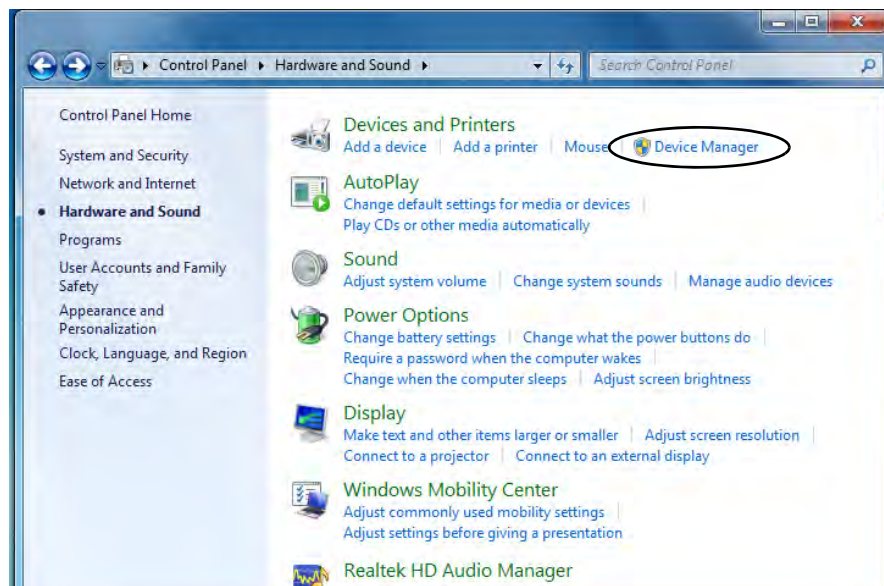 Control Panel Hardware and Sound Search Control Panel
Control Panel Home
System and Security
Network and Internet
Hardware and Sound
Programs
User Accounts and Family
Safety
Appearance and
Personalization
Clock, Language, and Region
Ease of Access
Devices and Printers
Add a device Add a printer Mouse Device Manager
AutoPlay
Change default settings for media or devices
Play CDs or other media automatically
Sound
Adjust system volume Change system sounds Manage audio devices
Power Options
Change battery settings Change what the power buttons do
Require a password when the computer wakes
Change when the computer sleeps Adjust screen brightness
Display
Make text and other items larger or smaller Adjust screen resolution
Connect to a projector Connect to an external display
Windows Mobility Center
Adjust commonly used mobility settings
Adjust settings before giving a presentation
Realtek HD Audio Manager